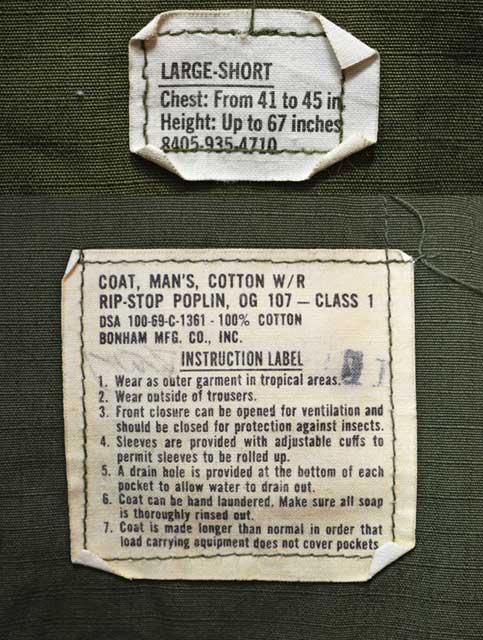 LARGE-SHORT
Chest: From 41 to 45 in.
Height: Up to 67 inches
8405-935-4710
COAT, MAN'S, COTTON W/R
RIP-STOP POPLIN, OG 107 — CLASS 1
DSA 100-69-C-1361 - 100% COTTON
BONHAM MFG. CO., INC.
INSTRUCTION LABEL
1. Wear as outer garment in tropical areas.
2. Wear outside of trousers.
3. Front closure can be opened for ventilation and
should be closed for protection against insects.
4. Sleeves are provided with adjustable cuffs to
permit sleeves to be rolled up.
5. A drain hole is provided at the bottom of each
pocket to allow water to drain out.
6. Coat can be hand laundered. Make sure all soap
is thoroughly rinsed out.
7. Coat is made longer than normal in order that
load carrying equipment does not cover pockets